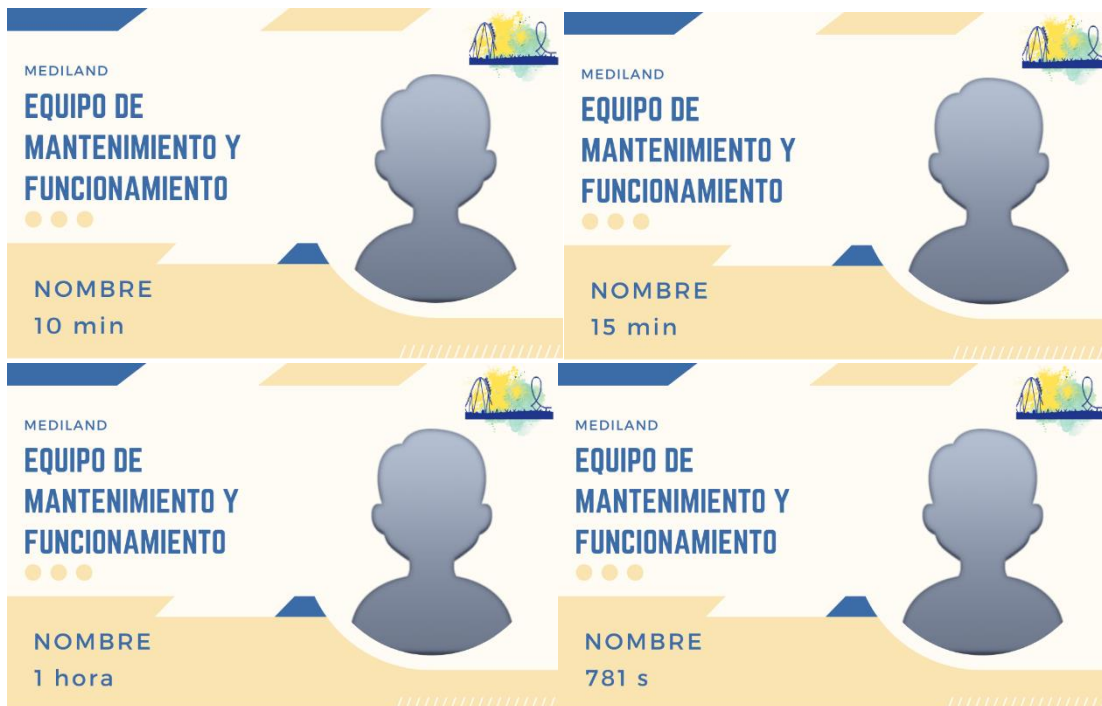 MEDILAND
EQUIPO DE
MANTENIMIENTO Y
FUNCIONAMIENTO
NOMBRE
10 min
MEDILAND
EQUIPO DE
MANTENIMIENTO Y
FUNCIONAMIENTO
NOMBRE
15 min
MEDILAND
EQUIPO DE
MANTENIMIENTO Y
FUNCIONAMIENTO
NOMBRE
1 hora
MEDILAND
EQUIPO DE
MANTENIMIENTO Y
FUNCIONAMIENTO
NOMBRE
781 s